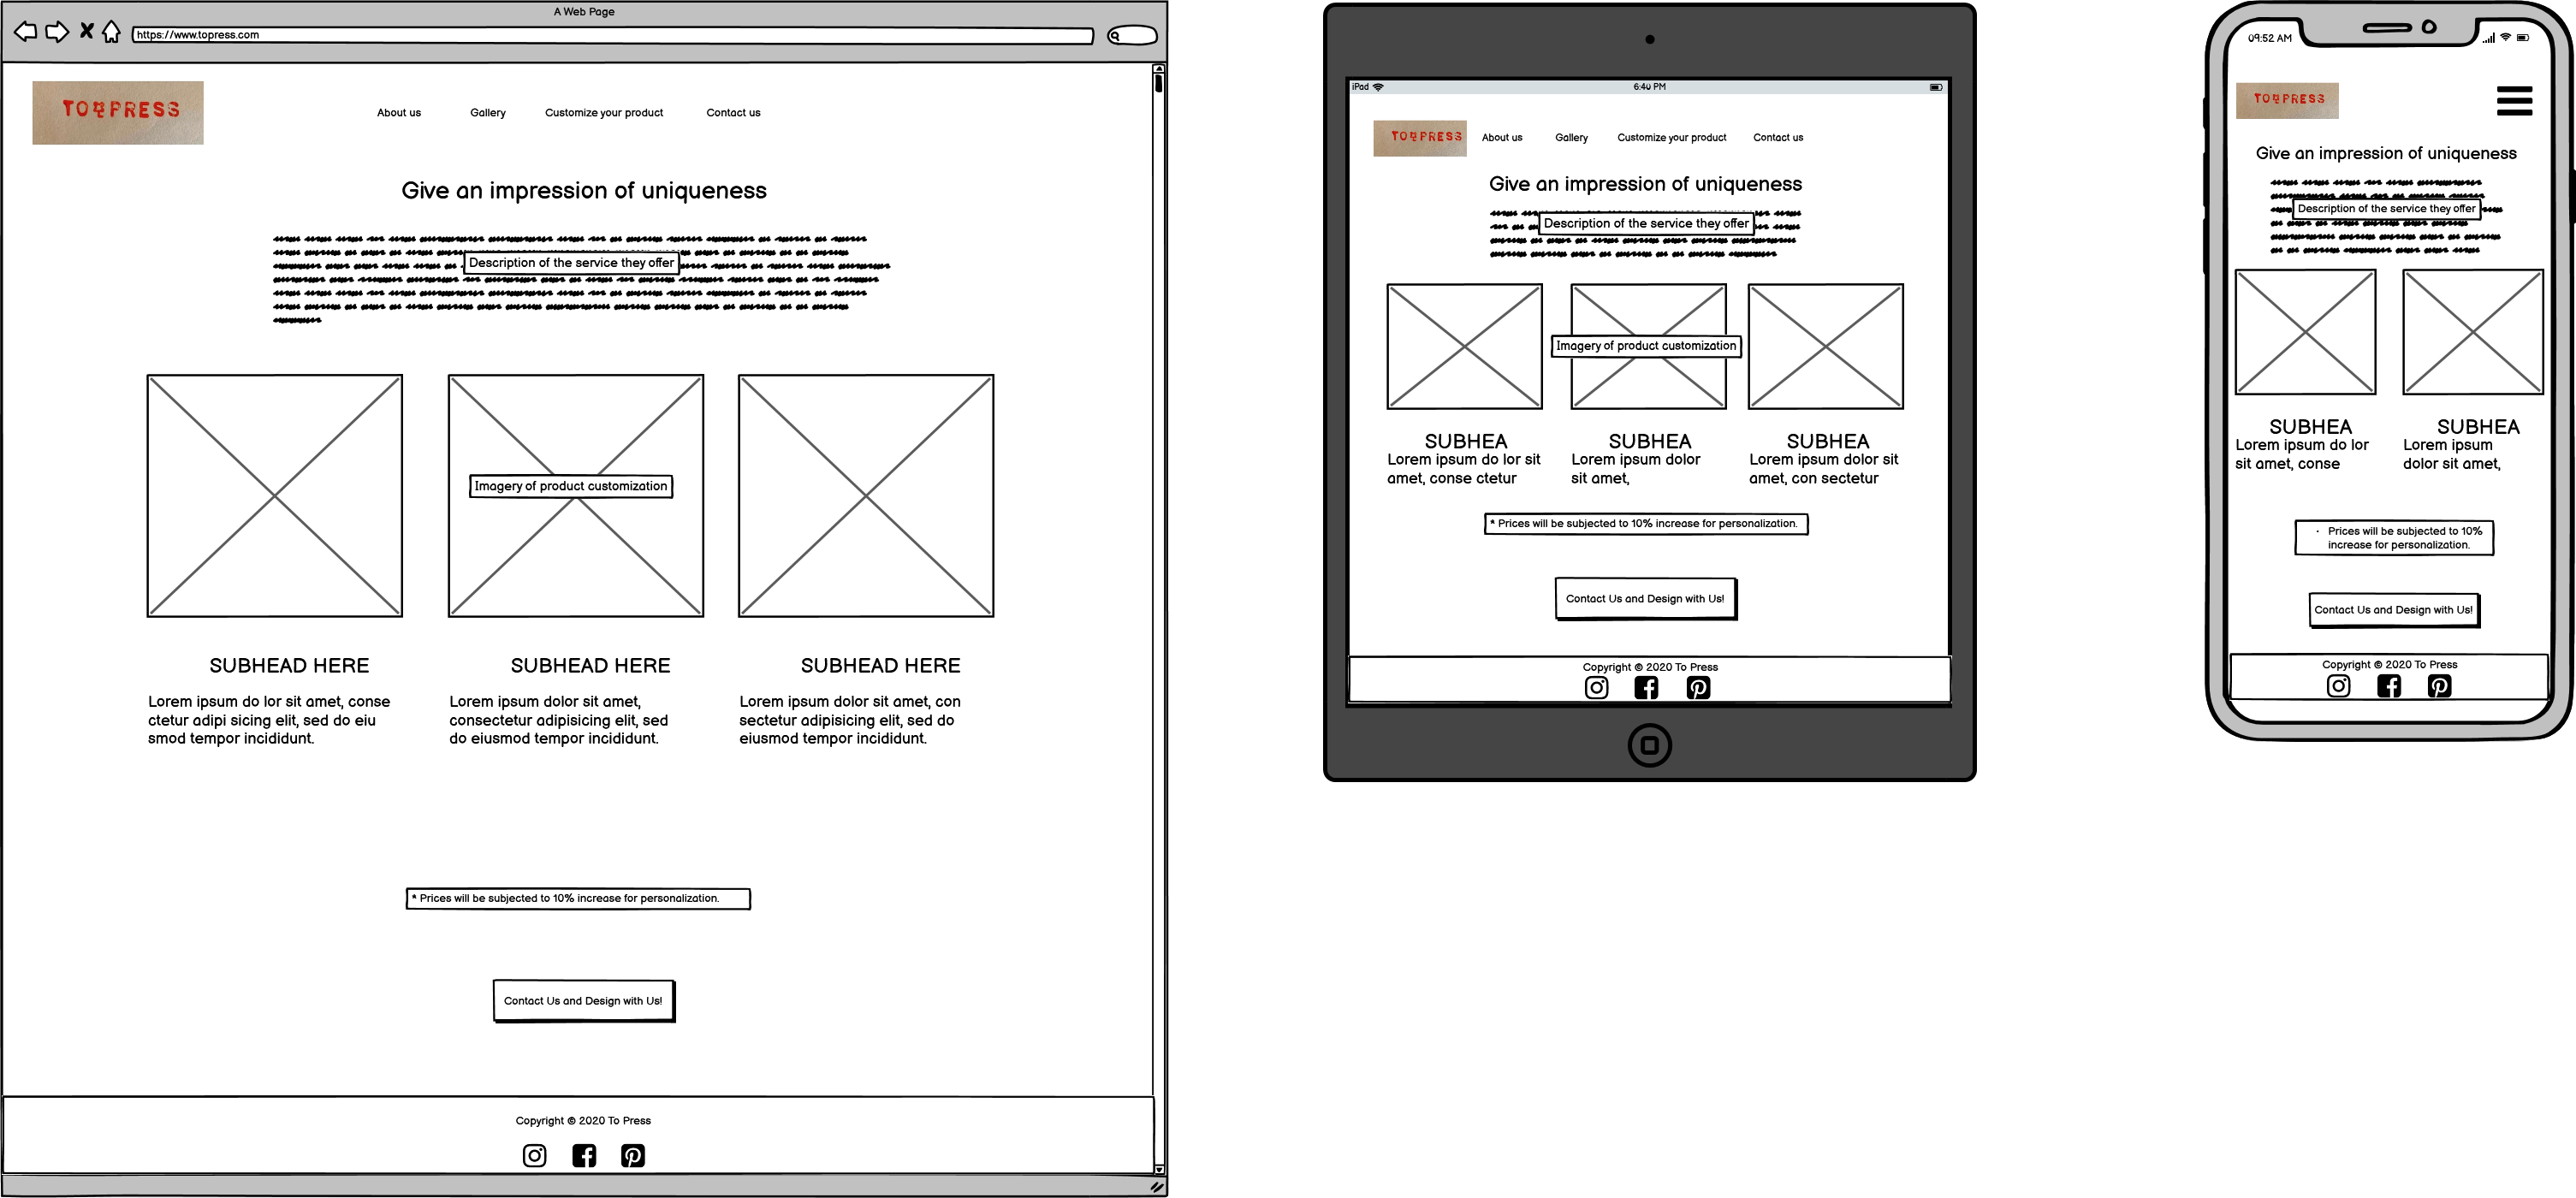 A Web Page
https://www.topress.com
TO PRESS
About us
Gallery
Customize your product
Contact us
Give an impression of uniqueness
Description of the service they offer
Imagery of product customization
SUBHEAD HERE
Lorem ipsum do lor sit amet, conse
ctetur adipi sicing elit, sed do eiu
smod tempor incididunt.
SUBHEAD HERE
Lorem ipsum dolor sit amet,
consectetur adipisicing elit, sed
do eiusmod tempor incididunt.
SUBHEAD HERE
Lorem ipsum dolor sit amet, con
sectetur adipisicing elit, sed do
eiusmod tempor incididunt.
* Prices will be subjected to 10% increase for personalization.
Contact Us and Design with Us!
Copyright © 2020 To Press
iPad
6:40 PM
TO PRESS
About us
Gallery
Customize your product
Contact us
Give an impression of uniqueness
Description of the service they offer
Imagery of product customization
SUBHEA
Lorem ipsum do lor sit
amet, conse ctetur
SUBHEA
Lorem ipsum dolor
sit amet,
SUBHEA
Lorem ipsum dolor sit
amet, con sectetur
* Prices will be subjected to 10% increase for personalization.
Contact Us and Design with Us!
Copyright © 2020 To Press
09:52 AM
TO PRESS
Give an impression of uniqueness
Description of the service they offer
SUBHEA
Lorem ipsum do lor
sit amet, conse
SUBHEA
Lorem ipsum
dolor sit amet,
· Prices will be subjected to 10%
increase for personalization.
Contact Us and Design with Us!
Copyright © 2020 To Press